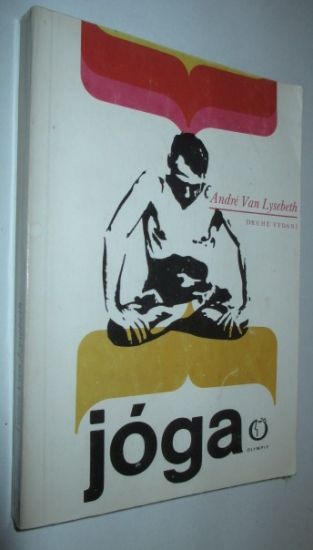 André Van Lysebeth
DRUHÉ VYDÁNÍ
jóga
OLYMPIA